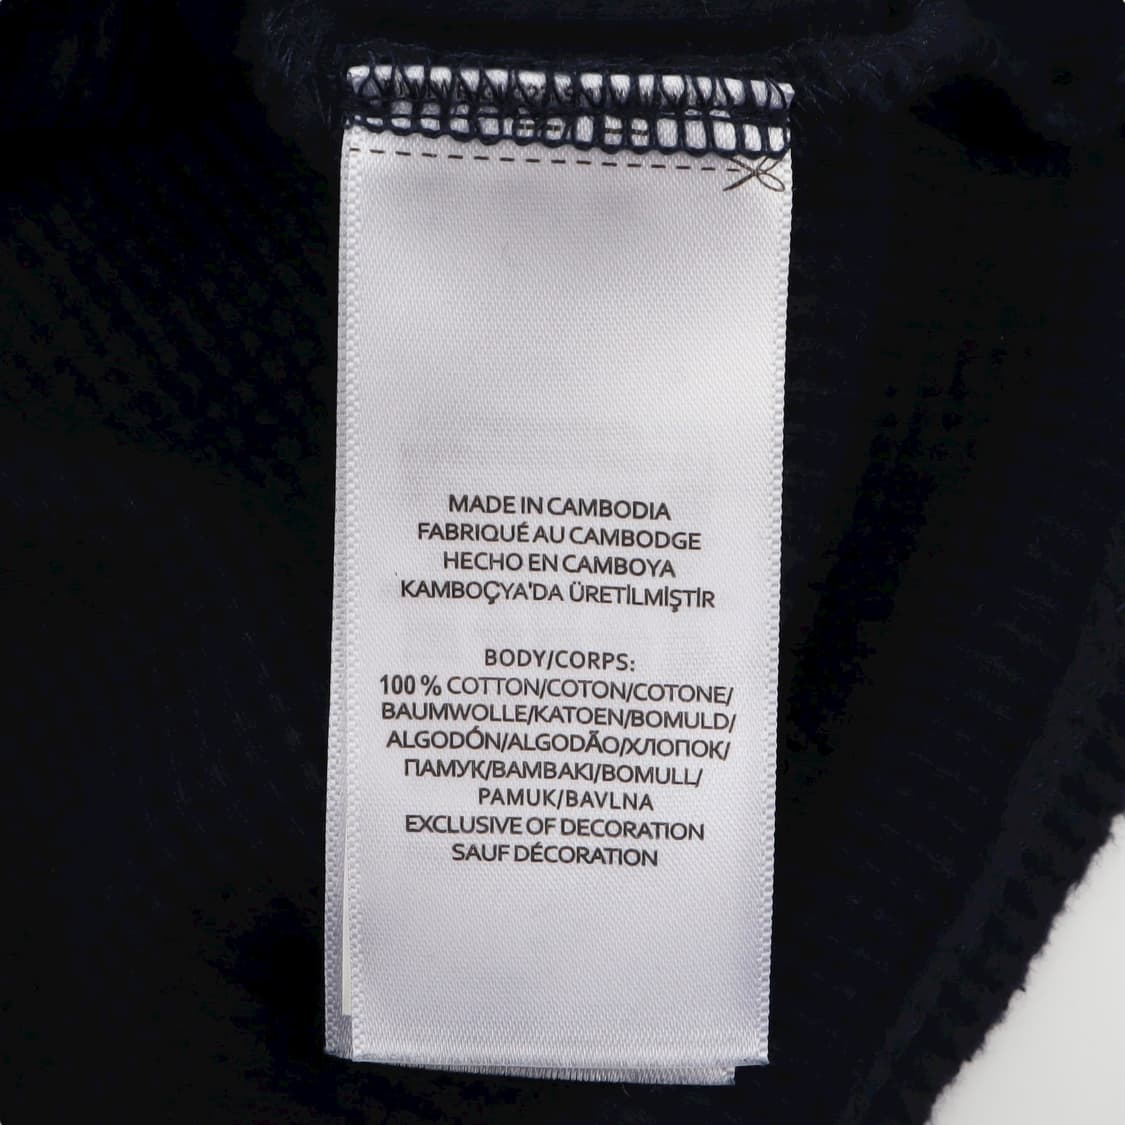 MADE IN CAMBODIA
FABRIQUÉ AU CAMBODGE
HECHO EN CAMBOYA
KAMBOÇYA'DA ÜRETİLMİŞTİR
BODY/CORPS:
100 % COTTON/COTON/COTONE/
BAUMWOLLE/KATOEN/BOMULD/
ALGODÓN/ALGODÃO/ХЛОПОК/
ПАМУК/BAMBAKI/BOMULL/
PAMUK/BAVLNA
EXCLUSIVE OF DECORATION
SAUF DÉCORATION